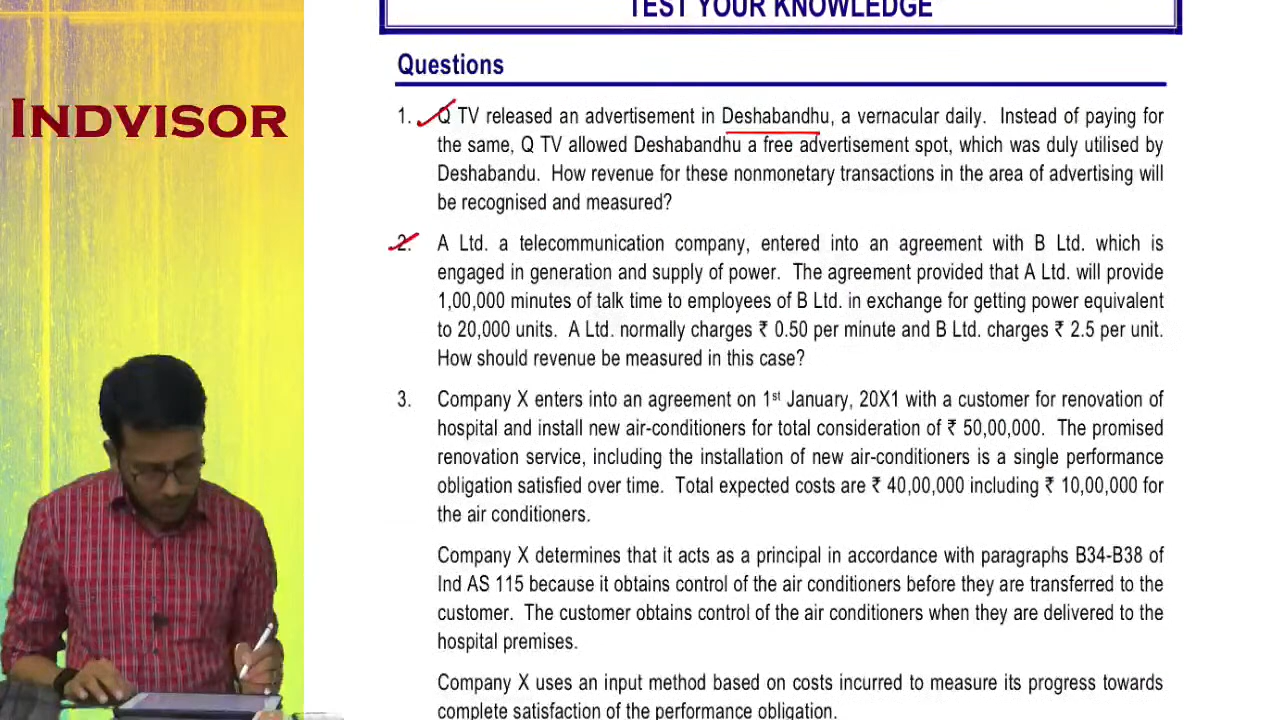 INDVISOR
TEST YOUR KNOWLEDGE
Questions
1. Q TV released an advertisement in Deshabandhu, a vernacular daily. Instead of paying for
the same, Q TV allowed Deshabandhu a free advertisement spot, which was duly utilised by
Deshabandu. How revenue for these nonmonetary transactions in the area of advertising will
be recognised and measured?
2. A Ltd. a telecommunication company, entered into an agreement with B Ltd. which is
engaged in generation and supply of power. The agreement provided that A Ltd. will provide
1,00,000 minutes of talk time to employees of B Ltd. in exchange for getting power equivalent
to 20,000 units. A Ltd. normally charges ₹ 0.50 per minute and B Ltd. charges ₹ 2.5 per unit.
How should revenue be measured in this case?
3. Company X enters into an agreement on 1st January, 20X1 with a customer for renovation of
hospital and install new air-conditioners for total consideration of ₹ 50,00,000. The promised
renovation service, including the installation of new air-conditioners is a single performance
obligation satisfied over time. Total expected costs are ₹ 40,00,000 including ₹ 10,00,000 for
the air conditioners.
Company X determines that it acts as a principal in accordance with paragraphs B34-B38 of
Ind AS 115 because it obtains control of the air conditioners before they are transferred to the
customer. The customer obtains control of the air conditioners when they are delivered to the
hospital premises.
Company X uses an input method based on costs incurred to measure its progress towards
complete satisfaction of the performance obligation.